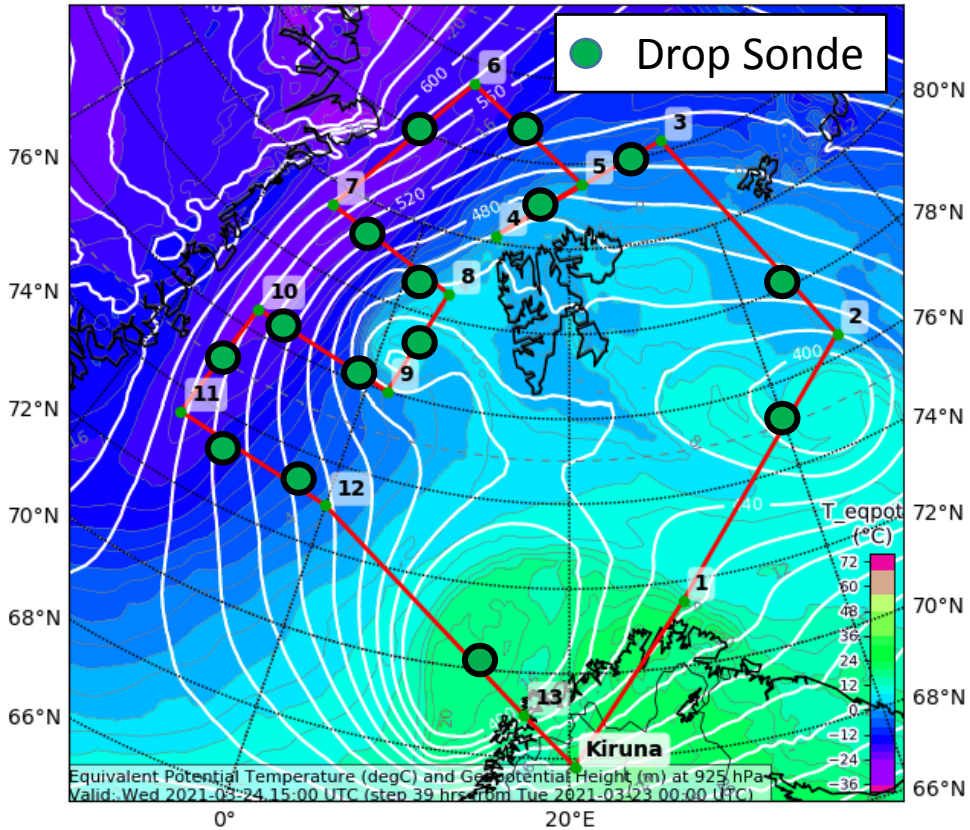 Drop Sonde
6
600
560
3
80°N
76°N
5
7
520
480
4
78°N
8
74°N
10
76°N
2
400
9
72°N
11
74°N
16
12
8
40
72°N
T_eqpot
(°C)
70°N
72
60
48
36
24
12
0
−12
−24
−36
1
70°N
68°N
13
20
68°N
66°N
Kiruna
Equivalent Potential Temperature (degC) and Geopotential Height (m) at 925 hPa
Valid: Wed 2021-03-24 15:00 UTC (step 39 hrs from Tue 2021-03-23 00:00 UTC)
66°N
0°
20°E